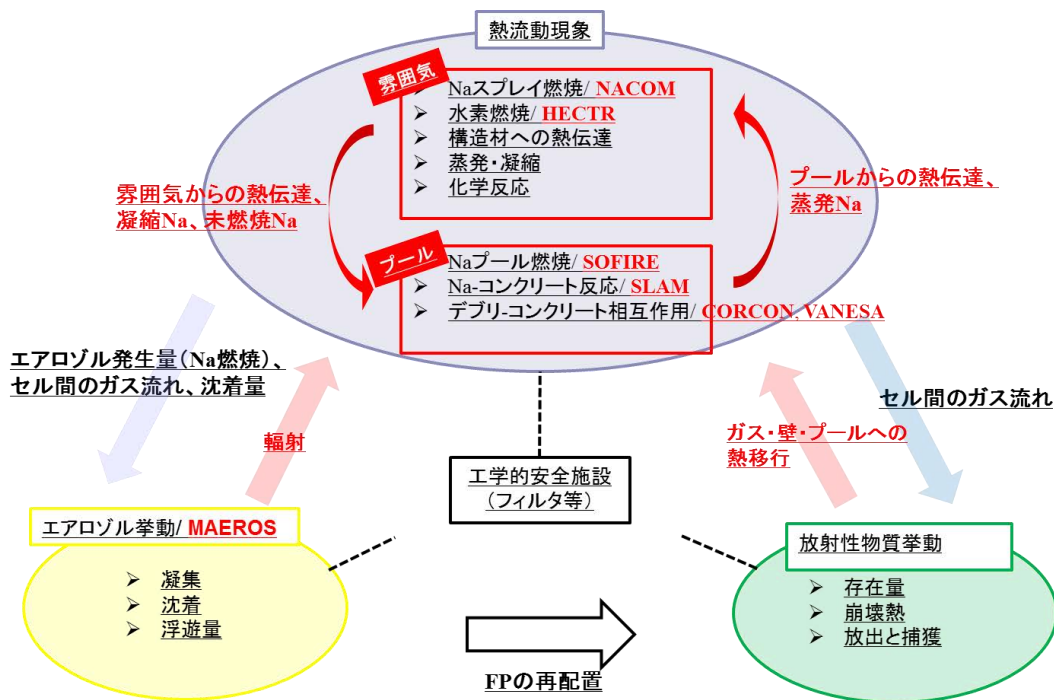 熱流動現象
雰囲気
➢ Naスプレイ燃焼/ NACOM
➢ 水素燃焼/ HECTR
➢ 構造材への熱伝達
➢ 蒸発・凝縮
➢ 化学反応
雰囲気からの熱伝達、
凝縮Na、未燃焼Na
プールからの熱伝達、
蒸発Na
プール
➢ Naプール燃焼/ SOFIRE
➢ Na-コンクリート反応/ SLAM
➢ デブリ-コンクリート相互作用/ CORCON, VANESA
エアロゾル発生量(Na燃焼)、
セル間のガス流れ、沈着量
輻射
セル間のガス流れ
ガス・壁・プールへの
熱移行
工学的安全施設
(フィルタ等)
エアロゾル挙動/ MAEROS
➢ 凝集
➢ 沈着
➢ 浮遊量
放射性物質挙動
➢ 存在量
➢ 崩壊熱
➢ 放出と捕獲
FPの再配置